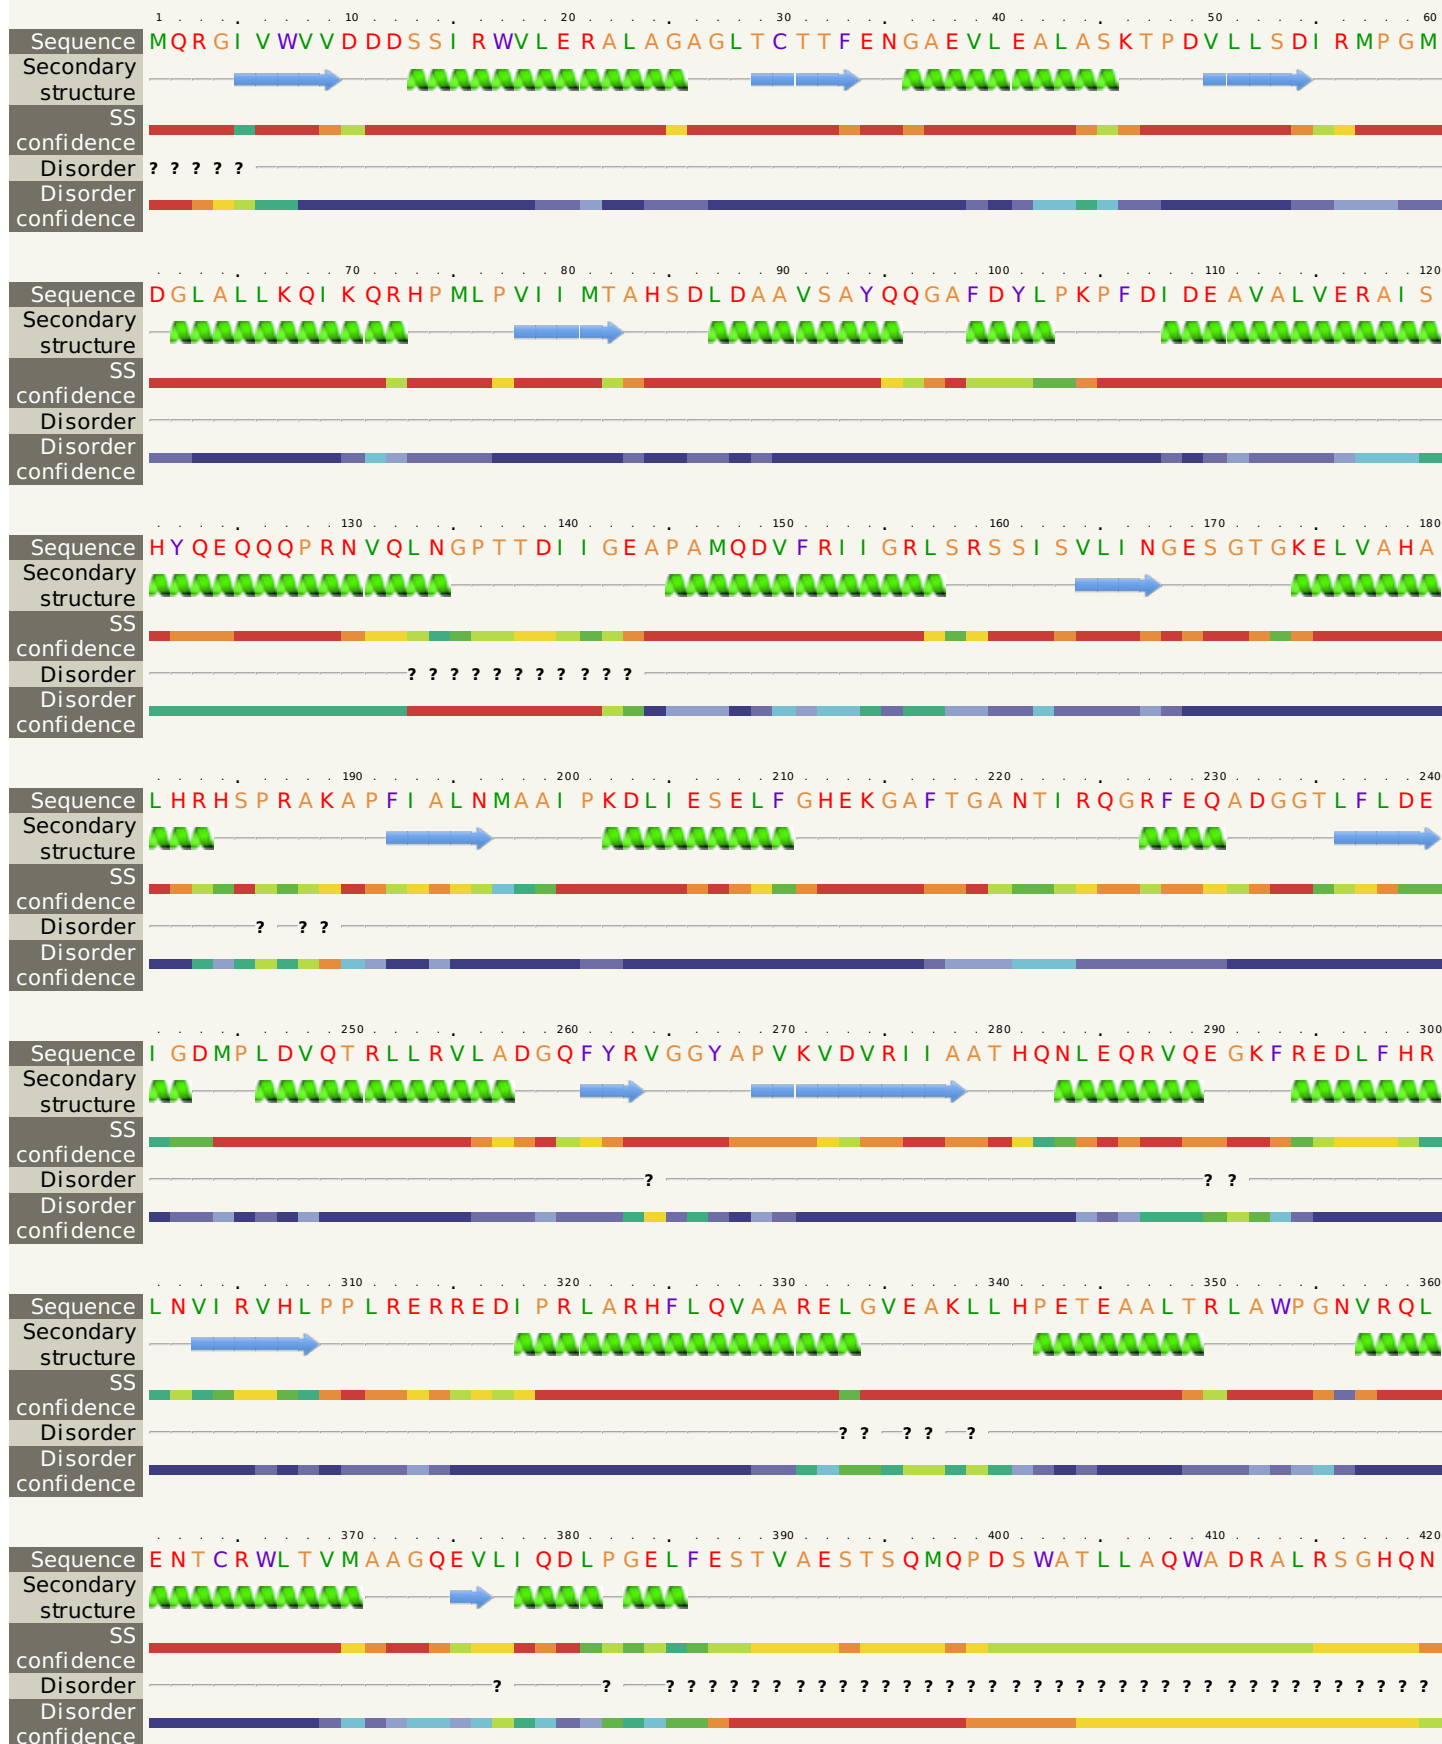 1 10 20 30 40 50 60
Sequence MQRGIVWVVDDDSSIRWVLERALAGAGLTCTTFENGAEVLEALASKTPDVLLSDIRMPGM
Secondary
structure
SS
confidence
Disorder ? ? ? ? ?
Disorder
confidence
70 80 90 100 110 120
Sequence DGLALLKQIKQRHPMLPVIIMTAHSDLDAAVSAYQQGAFDYLPKPFDIDEAVALVERAIS
Secondary
structure
SS
confidence
Disorder
Disorder
confidence
130 140 150 160 170 180
Sequence HYQEQQQPRNVQLNGPTTDIIGEAPAMQDVFRIIGRLSRSSISVLINGESGTGKELVAHA
Secondary
structure
SS
confidence
Disorder ? ? ? ? ? ? ? ? ? ? ?
Disorder
confidence
190 200 210 220 230 240
Sequence LHRHSPRAKAPFIALNMAAIPKDLIESELFGHEKGAFTGANTIRQGRFEQADGGTLFLDE
Secondary
structure
SS
confidence
Disorder ? ? ?
Disorder
confidence
250 260 270 280 290 300
Sequence IGDMPLDVQTRLLRVLADGQFYRVGGYAPVKVDVRIIAATHQNLEQRVQEGKFREDLFHR
Secondary
structure
SS
confidence
Disorder ? ? ?
Disorder
confidence
310 320 330 340 350 360
Sequence LNVIRVHLPPLRERREDIPRLARHFLQVAARELGVEAKLLHPETEAALTRLAWPGNVRQL
Secondary
structure
SS
confidence
Disorder ? ? ? ? ?
Disorder
confidence
370 380 390 400 410 420
Sequence ENTCRWLTVMAAGQEVLIQDLPGELFESTVAESTSQMQPDSWATLLAQWADRALRSGHQN
Secondary
structure
SS
confidence
Disorder ? ? ? ? ? ? ? ? ? ? ? ? ? ? ? ? ? ? ? ? ? ? ? ? ? ? ? ? ? ? ? ? ? ? ? ? ? ?
Disorder
confidence